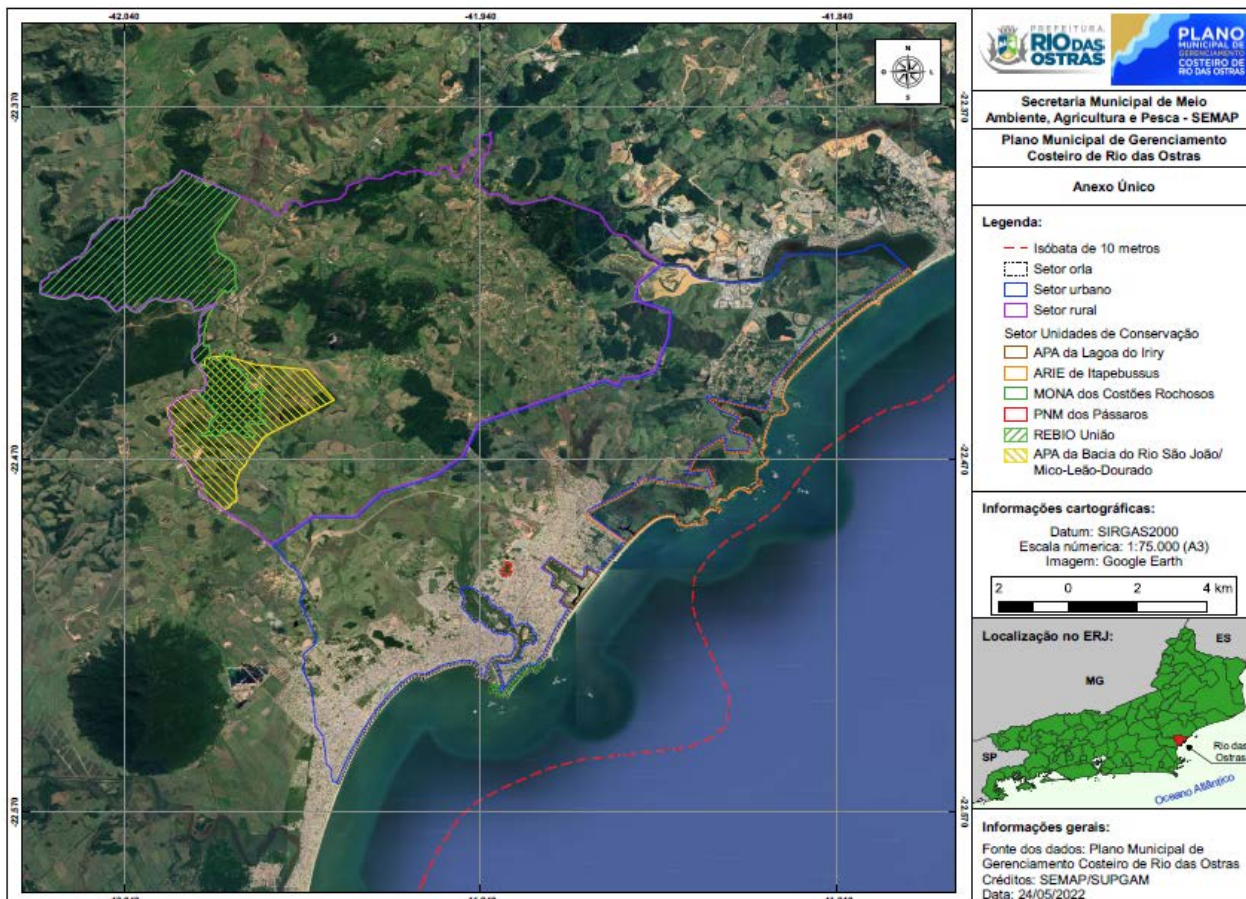 -42.040
-41.940
-41.840
-22.370
-22.370
-22.470
-22.470
-22.570
-22.570
N
O
L
S
PREFEITURA
RIO DAS
OSTRAS
PLANO
MUNICIPAL DE
GERENCIAMENTO
COSTEIRO DE
RIO DAS OSTRAS
Secretaria Municipal de Meio
Ambiente, Agricultura e Pesca - SEMAP
Plano Municipal de Gerenciamento
Costeiro de Rio das Ostras
Anexo Único
Legenda:
Isóbata de 10 metros
Setor orla
Setor urbano
Setor rural
Setor Unidades de Conservação
APA da Lagoa do Iriry
ARIE de Itapebussus
MONA dos Costões Rochosos
PNM dos Pássaros
REBIO União
APA da Bacia do Rio São João/
Mico-Leão-Dourado
Informações cartográficas:
Datum: SIRGAS2000
Escala númerica: 1:75.000 (A3)
Imagem: Google Earth
2 0 2 4 km
Localização no ERJ:
ES
MG
SP
Rio das
Ostras
Oceano Atlântico
Informações gerais:
Fonte dos dados: Plano Municipal de
Gerenciamento Costeiro de Rio das Ostras
Créditos: SEMAP/SUPGAM
Data: 24/05/2022